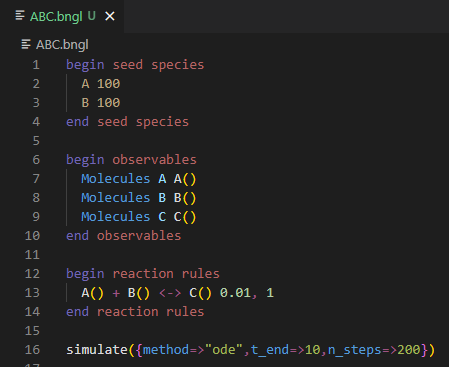 ABC.bngl U ×
ABC.bngl
1 begin seed species
2   A 100
3   B 100
4 end seed species
5
6 begin observables
7   Molecules A A()
8   Molecules B B()
9   Molecules C C()
10 end observables
11
12 begin reaction rules
13   A() + B() <-> C() 0.01, 1
14 end reaction rules
15
16 simulate({method=>"ode",t_end=>10,n_steps=>200})
17